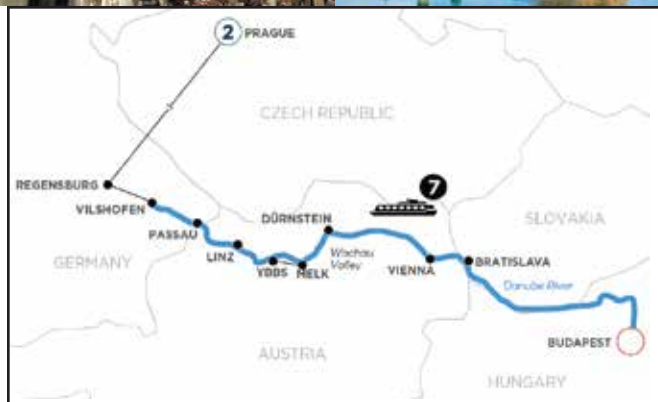 2 PRAGUE
CZECH REPUBLIC
REGENSBURG
VILSHOFEN
7
DÜRNSTEIN
SLOVAKIA
PASSAU
LINZ
Wachau
Valley
GERMANY
YBBS
MELK
VIENNA
BRATISLAVA
Danube River
BUDAPEST
AUSTRIA
HUNGARY